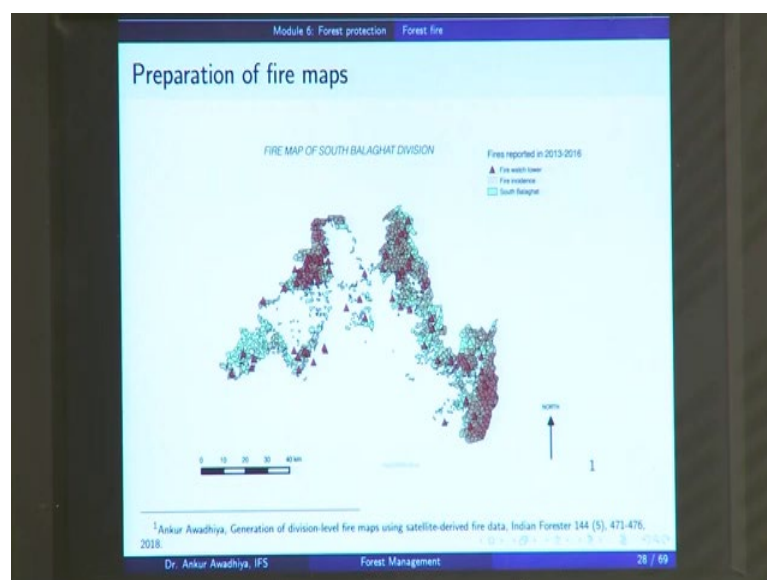 Module 6: Forest protection Forest fire
Preparation of fire maps
FIRE MAP OF SOUTH BALAGHAT DIVISION
Fires reported in 2013-2016
Fire watch tower
Fire incidence
South Balaghat
NORTH
0 10 20 30 40 km
1
1Ankur Awadhiya, Generation of division-level fire maps using satellite-derived fire data, Indian Forester 144 (5), 471-476,
2018.
Dr. Ankur Awadhiya, IFS Forest Management 28 / 69